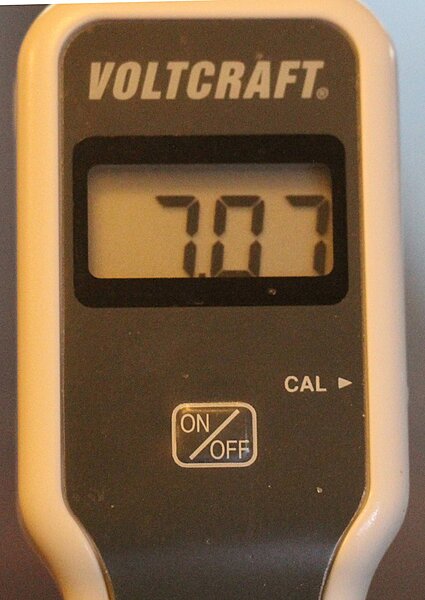 VOLTCRAFT®
7.07
CAL ►
ON/OFF